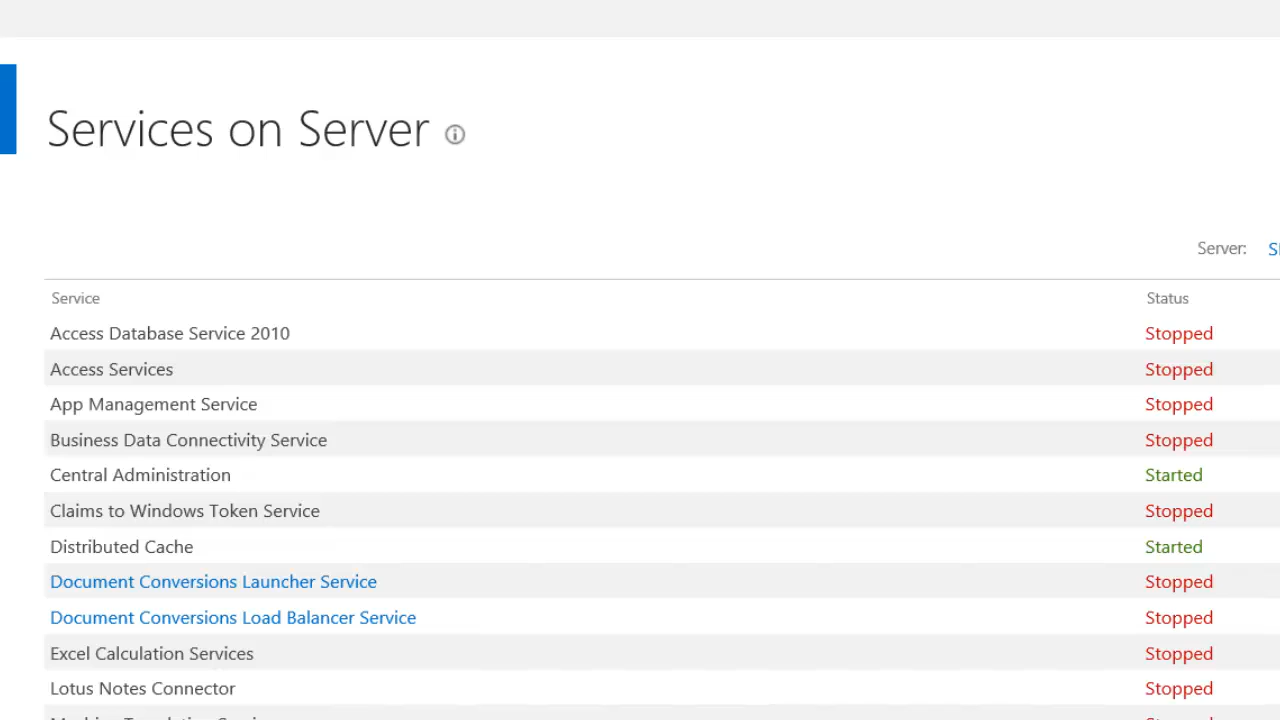 Services on Server
Server:
Service Status
Access Database Service 2010 Stopped
Access Services Stopped
App Management Service Stopped
Business Data Connectivity Service Stopped
Central Administration Started
Claims to Windows Token Service Stopped
Distributed Cache Started
Document Conversions Launcher Service Stopped
Document Conversions Load Balancer Service Stopped
Excel Calculation Services Stopped
Lotus Notes Connector Stopped